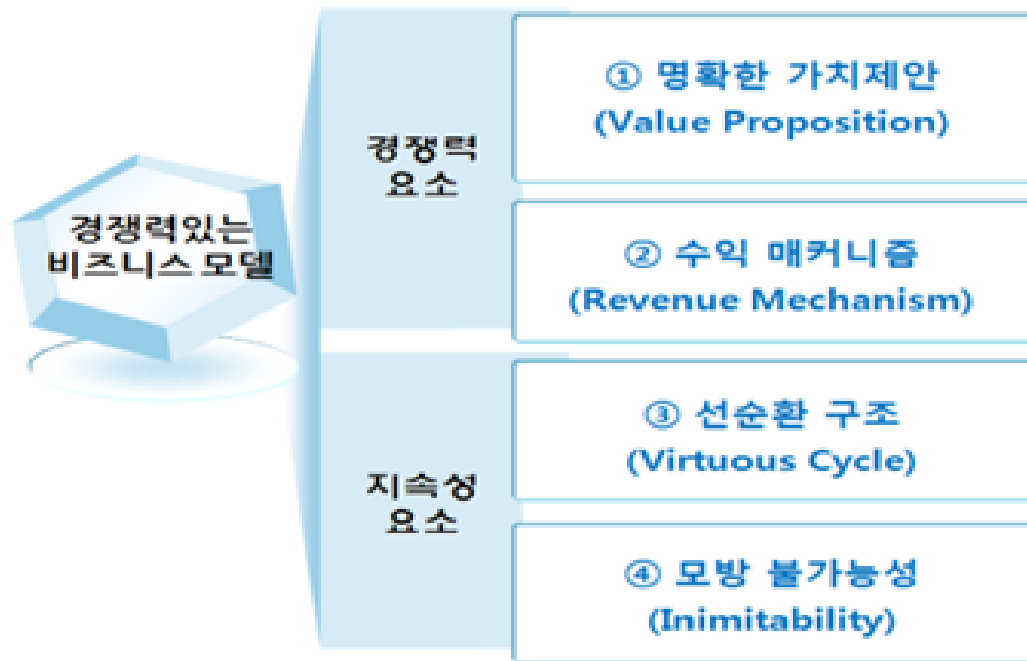 경쟁력있는
비즈니스 모델
경쟁력
요소
① 명확한 가치제안
(Value Proposition)
② 수익 매커니즘
(Revenue Mechanism)
지속성
요소
③ 선순환 구조
(Virtuous Cycle)
④ 모방 불가능성
(Inimitability)